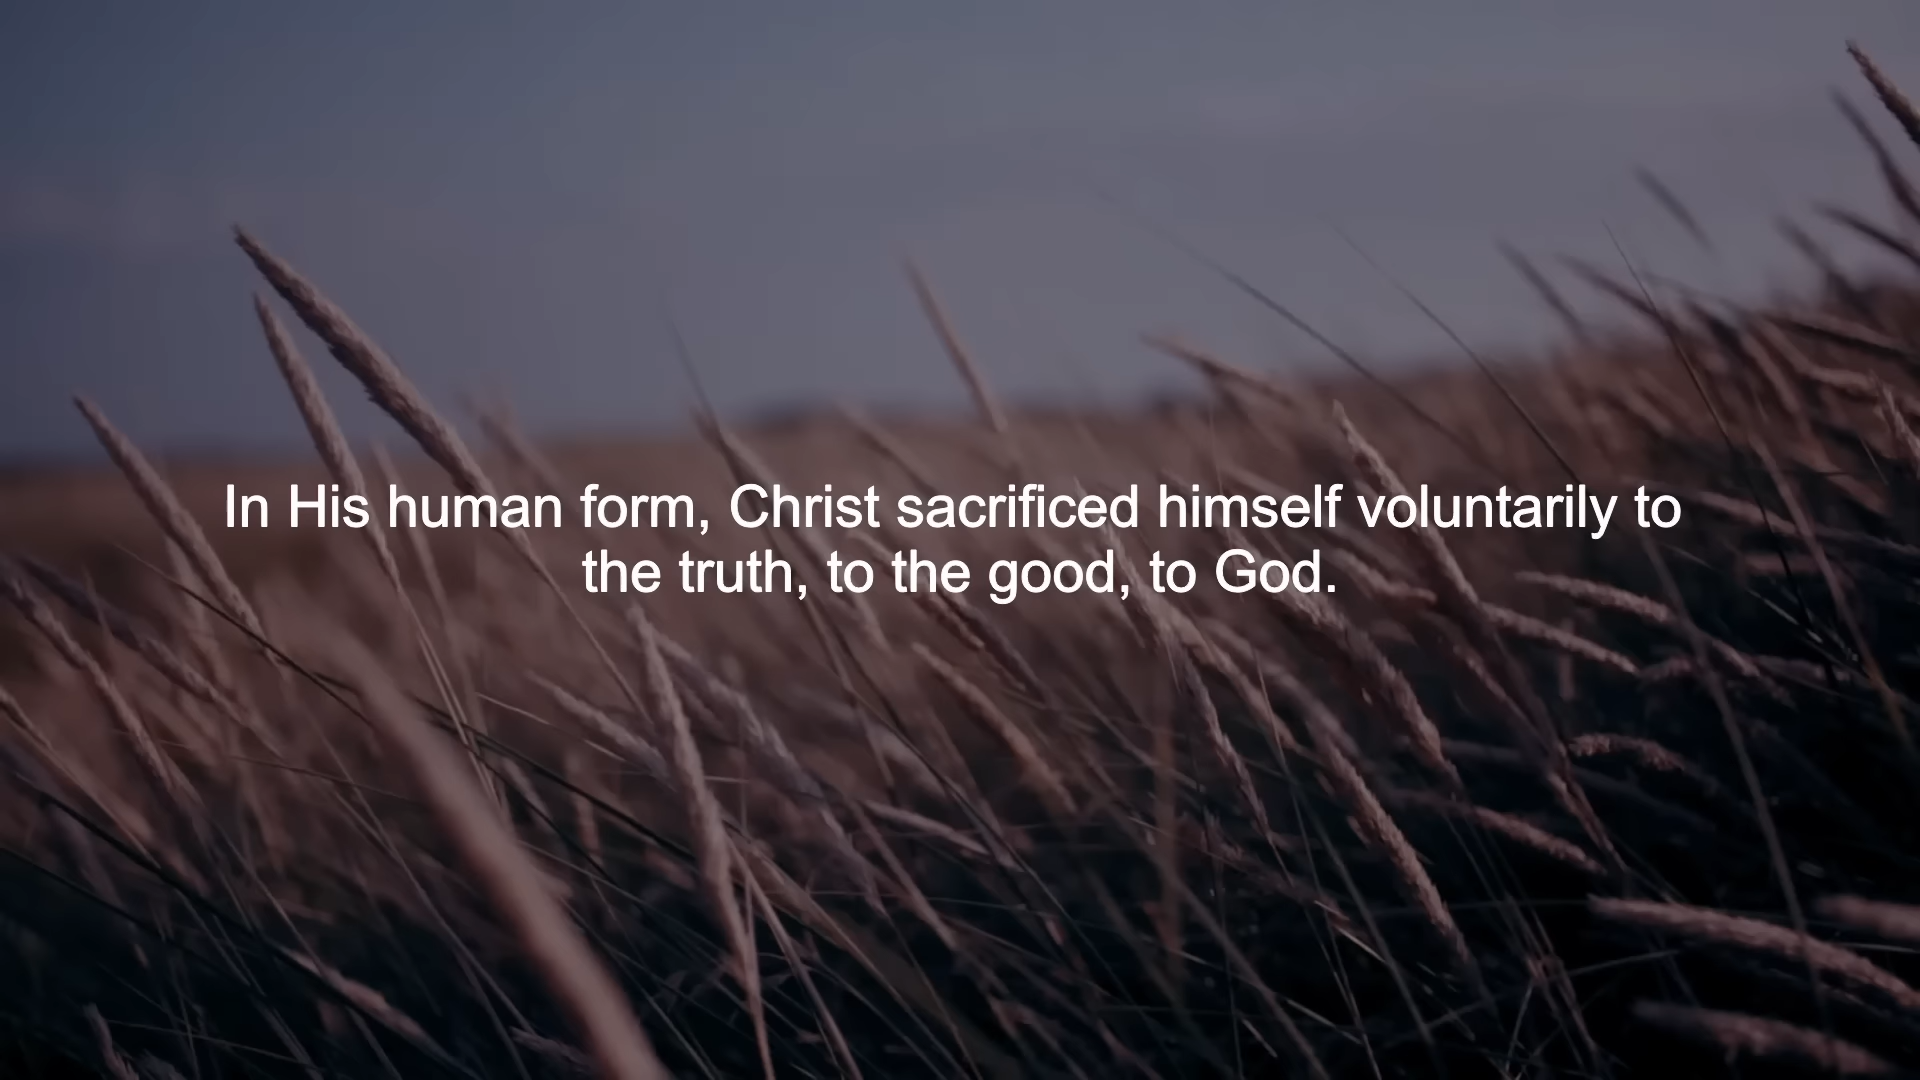 In His human form, Christ sacrificed himself voluntarily to
the truth, to the good, to God.